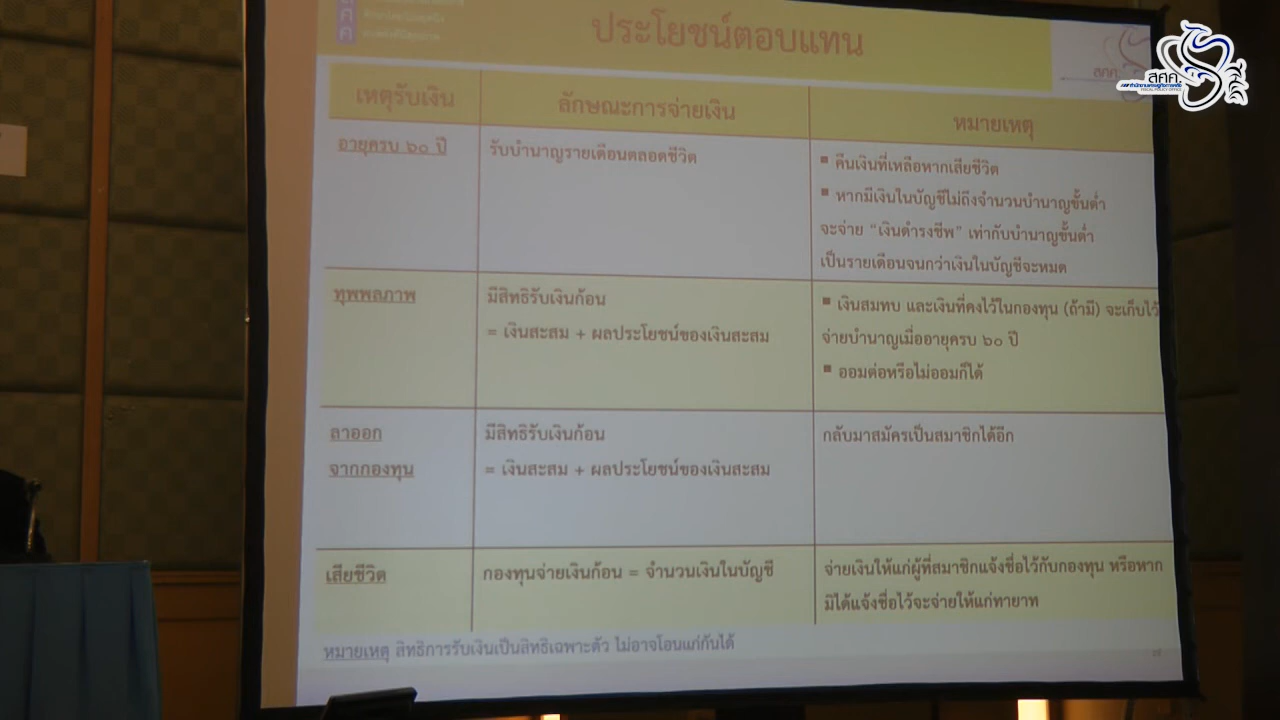 ประโยชน์ตอบแทน
สศค.
สศค.
สำนักงานเศรษฐกิจการคลัง
FISCAL POLICY OFFICE
เหตุรับเงิน
ลักษณะการจ่ายเงิน
หมายเหตุ
อายุครบ ๖๐ ปี
รับบำนาญรายเดือนตลอดชีวิต
▪ คืนเงินที่เหลือหากเสียชีวิต
▪ หากมีเงินในบัญชีไม่ถึงจำนวนบำนาญขั้นต่ำ
จะจ่าย “เงินดำรงชีพ” เท่ากับบำนาญขั้นต่ำ
เป็นรายเดือนจนกว่าเงินในบัญชีจะหมด
ทุพพลภาพ
มีสิทธิรับเงินก้อน
= เงินสะสม + ผลประโยชน์ของเงินสะสม
▪ เงินสมทบ และเงินที่คงไว้ในกองทุน (ถ้ามี) จะเก็บไว้
จ่ายบำนาญเมื่ออายุครบ ๖๐ ปี
▪ ออมต่อหรือไม่ออมก็ได้
ลาออก
จากกองทุน
มีสิทธิรับเงินก้อน
= เงินสะสม + ผลประโยชน์ของเงินสะสม
กลับมาสมัครเป็นสมาชิกได้อีก
เสียชีวิต
กองทุนจ่ายเงินก้อน = จำนวนเงินในบัญชี
จ่ายเงินให้แก่ผู้ที่สมาชิกแจ้งชื่อไว้กับกองทุน หรือหาก
มิได้แจ้งชื่อไว้จะจ่ายให้แก่ทายาท
หมายเหตุ สิทธิการรับเงินเป็นสิทธิเฉพาะตัว ไม่อาจโอนแก่กันได้